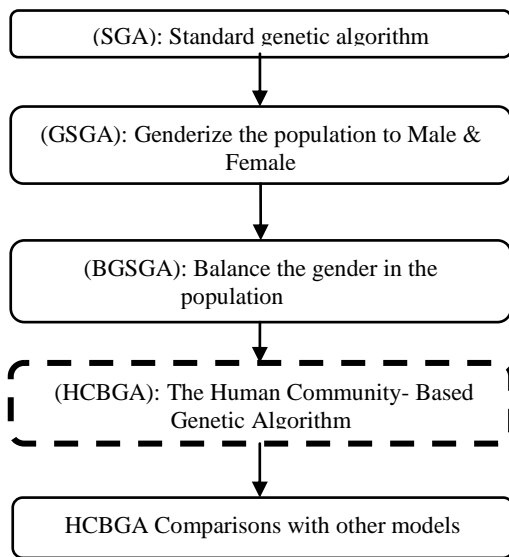 (SGA): Standard genetic algorithm
(GSGA): Genderize the population to Male &
Female
(BGSGA): Balance the gender in the
population
(HCBGA): The Human Community- Based
Genetic Algorithm
HCBGA Comparisons with other models